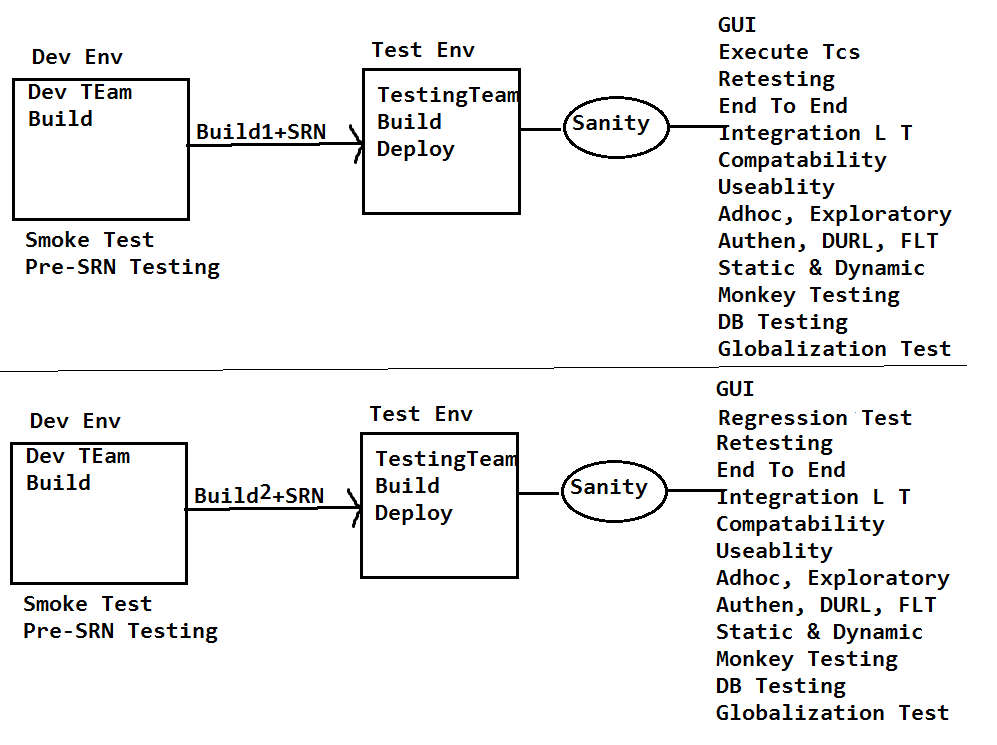 Dev Env
Dev TEam
Build
Smoke Test
Pre-SRN Testing
Build1+SRN
Test Env
TestingTeam
Build
Deploy
Sanity
GUI
Execute Tcs
Retesting
End To End
Integration L T
Compatability
Useablity
Adhoc, Exploratory
Authen, DURL, FLT
Static & Dynamic
Monkey Testing
DB Testing
Globalization Test
Dev Env
Dev TEam
Build
Smoke Test
Pre-SRN Testing
Build2+SRN
Test Env
TestingTeam
Build
Deploy
Sanity
GUI
Regression Test
Retesting
End To End
Integration L T
Compatability
Useablity
Adhoc, Exploratory
Authen, DURL, FLT
Static & Dynamic
Monkey Testing
DB Testing
Globalization Test